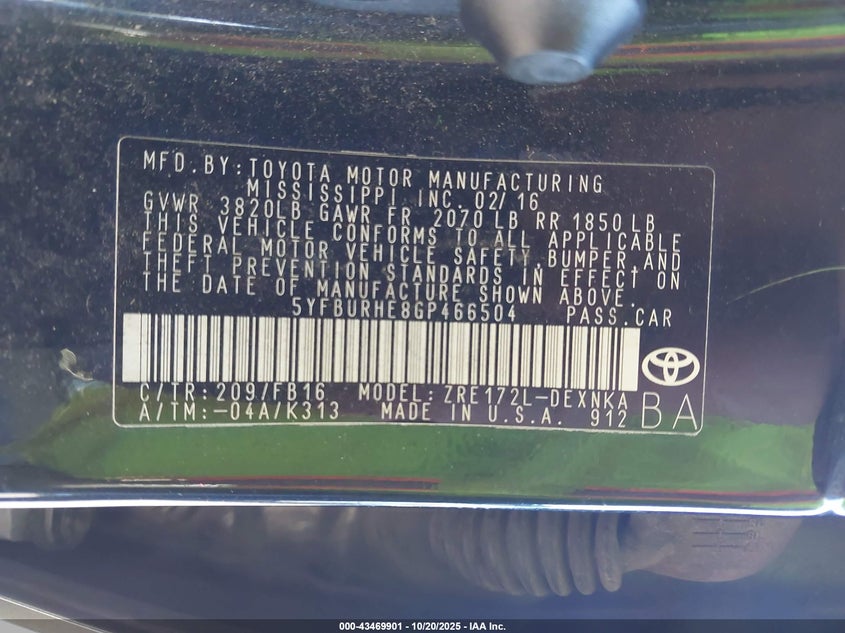 MFD. BY: TOYOTA MOTOR MANUFACTURING
MISSISSIPPI, INC. 02/16
GVWR 3820LB GAWR FR 2070 LB RR 1850 LB
THIS VEHICLE CONFORMS TO ALL APPLICABLE
FEDERAL MOTOR VEHICLE SAFETY, BUMPER, AND
THEFT PREVENTION STANDARDS IN EFFECT ON
THE DATE OF MANUFACTURE SHOWN ABOVE.
5YFBURHE8GP466504 PASS. CAR
C/TR: 209/FB16 MODEL: ZRE172L-DEXNKA
A/TM: -04A/K313 MADE IN U.S.A. 912 BA
000-43469901 - 10/20/2025 - IAA Inc.